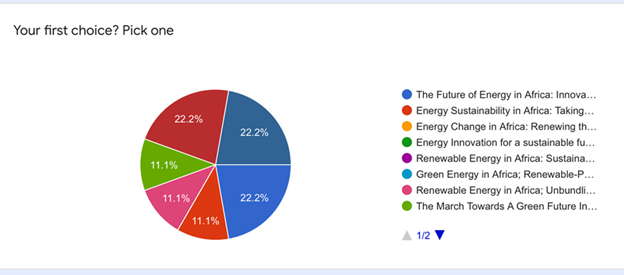 Your first choice? Pick one
22.2%
22.2%
11.1%
11.1%
11.1%
22.2%
The Future of Energy in Africa: Innova...
Energy Sustainability in Africa: Taking...
Energy Change in Africa: Renewing th...
Energy Innovation for a sustainable fu...
Renewable Energy in Africa: Sustaina...
Green Energy in Africa; Renewable-P...
Renewable Energy in Africa; Unbundli...
The March Towards A Green Future In...
1/2